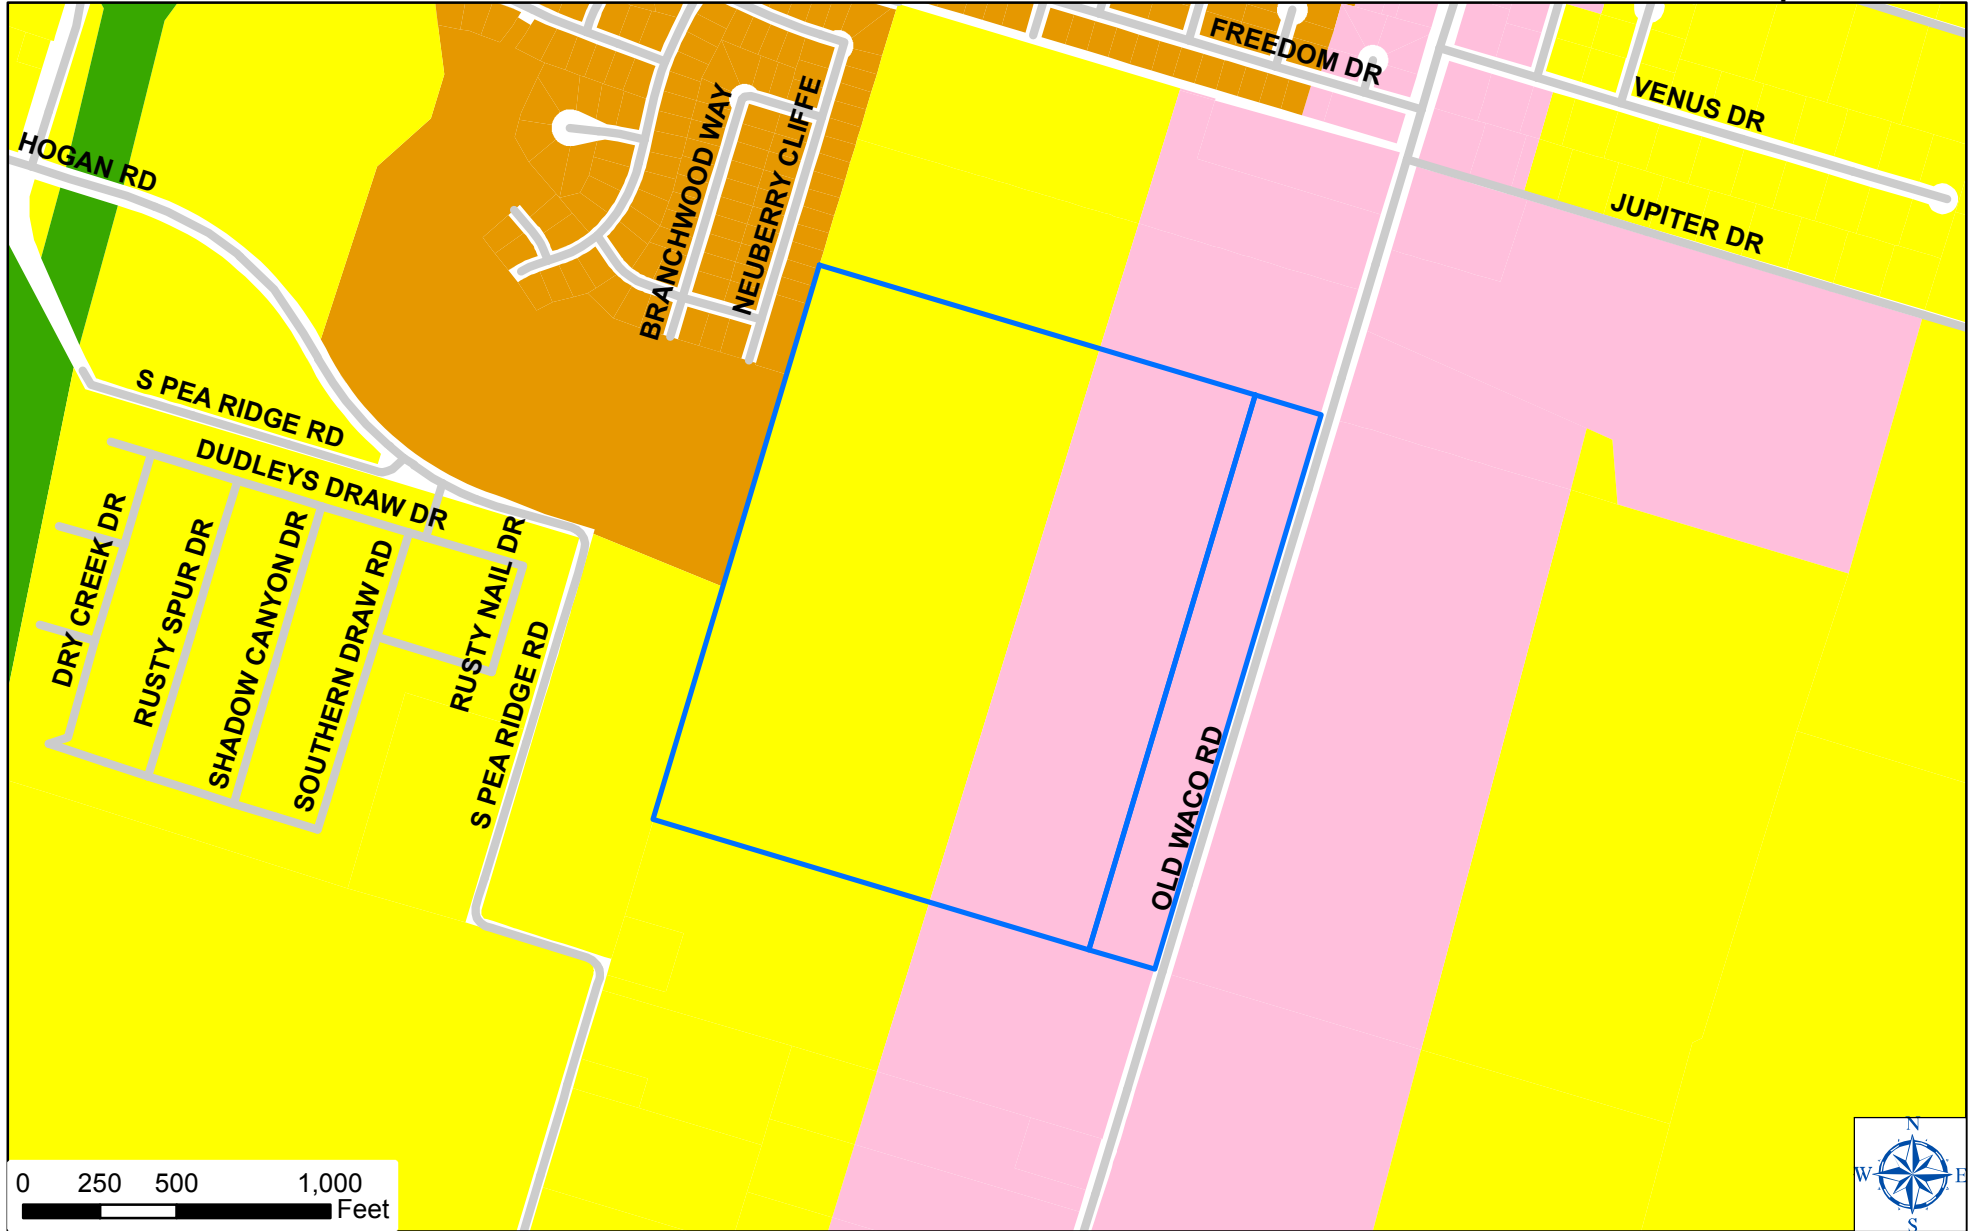 FREEDOM DR
VENUS DR
HOGAN RD
BRANCHWOOD WAY
NEUBERRY CLIFFE
JUPITER DR
S PEA RIDGE RD
DUDLEYS DRAW DR
DRY CREEK DR
RUSTY SPUR DR
SHADOW CANYON DR
SOUTHERN DRAW RD
RUSTY NAIL DR
S PEA RIDGE RD
OLD WACO RD
0 250 500 1,000
Feet
N
W E
S